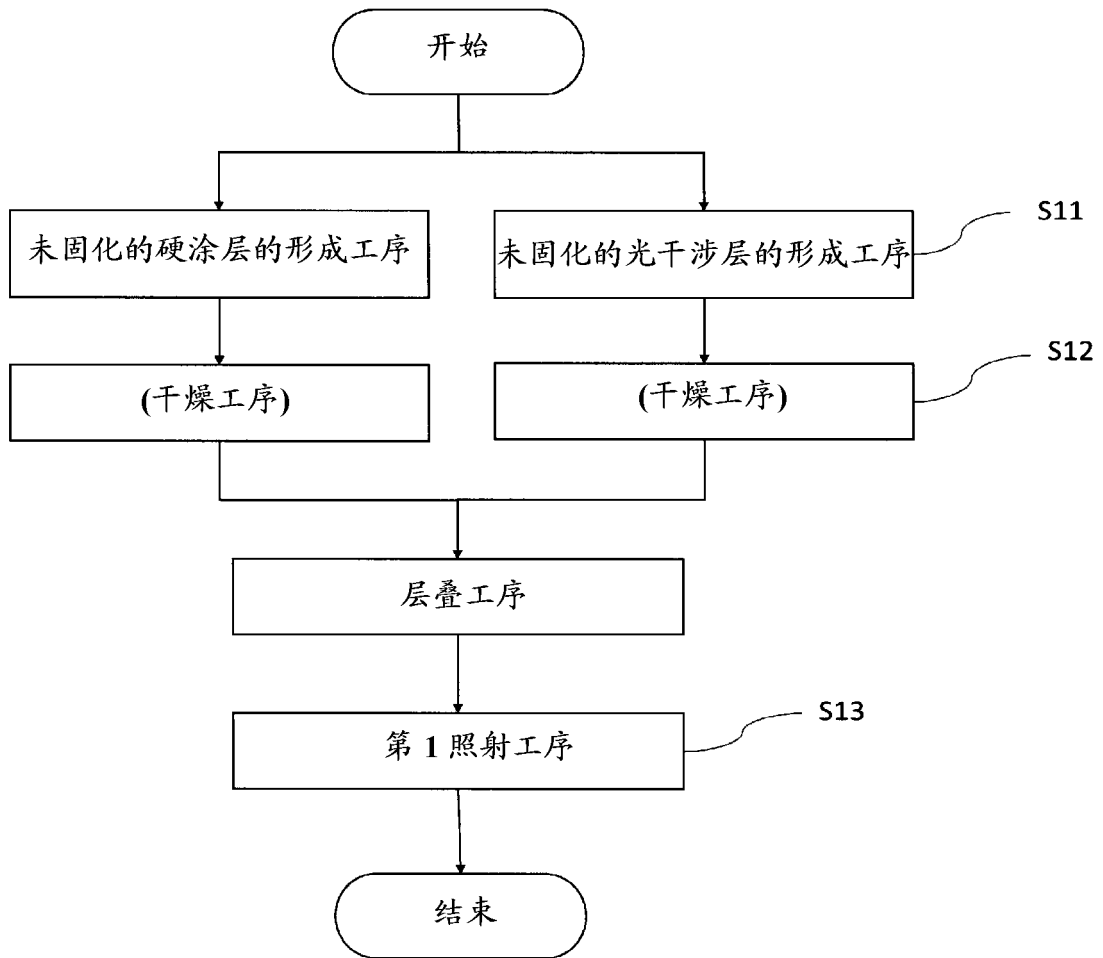 开始
未固化的硬涂层的形成工序
未固化的光干涉层的形成工序
S11
(干燥工序)
(干燥工序)
S12
层叠工序
第1照射工序
S13
结束